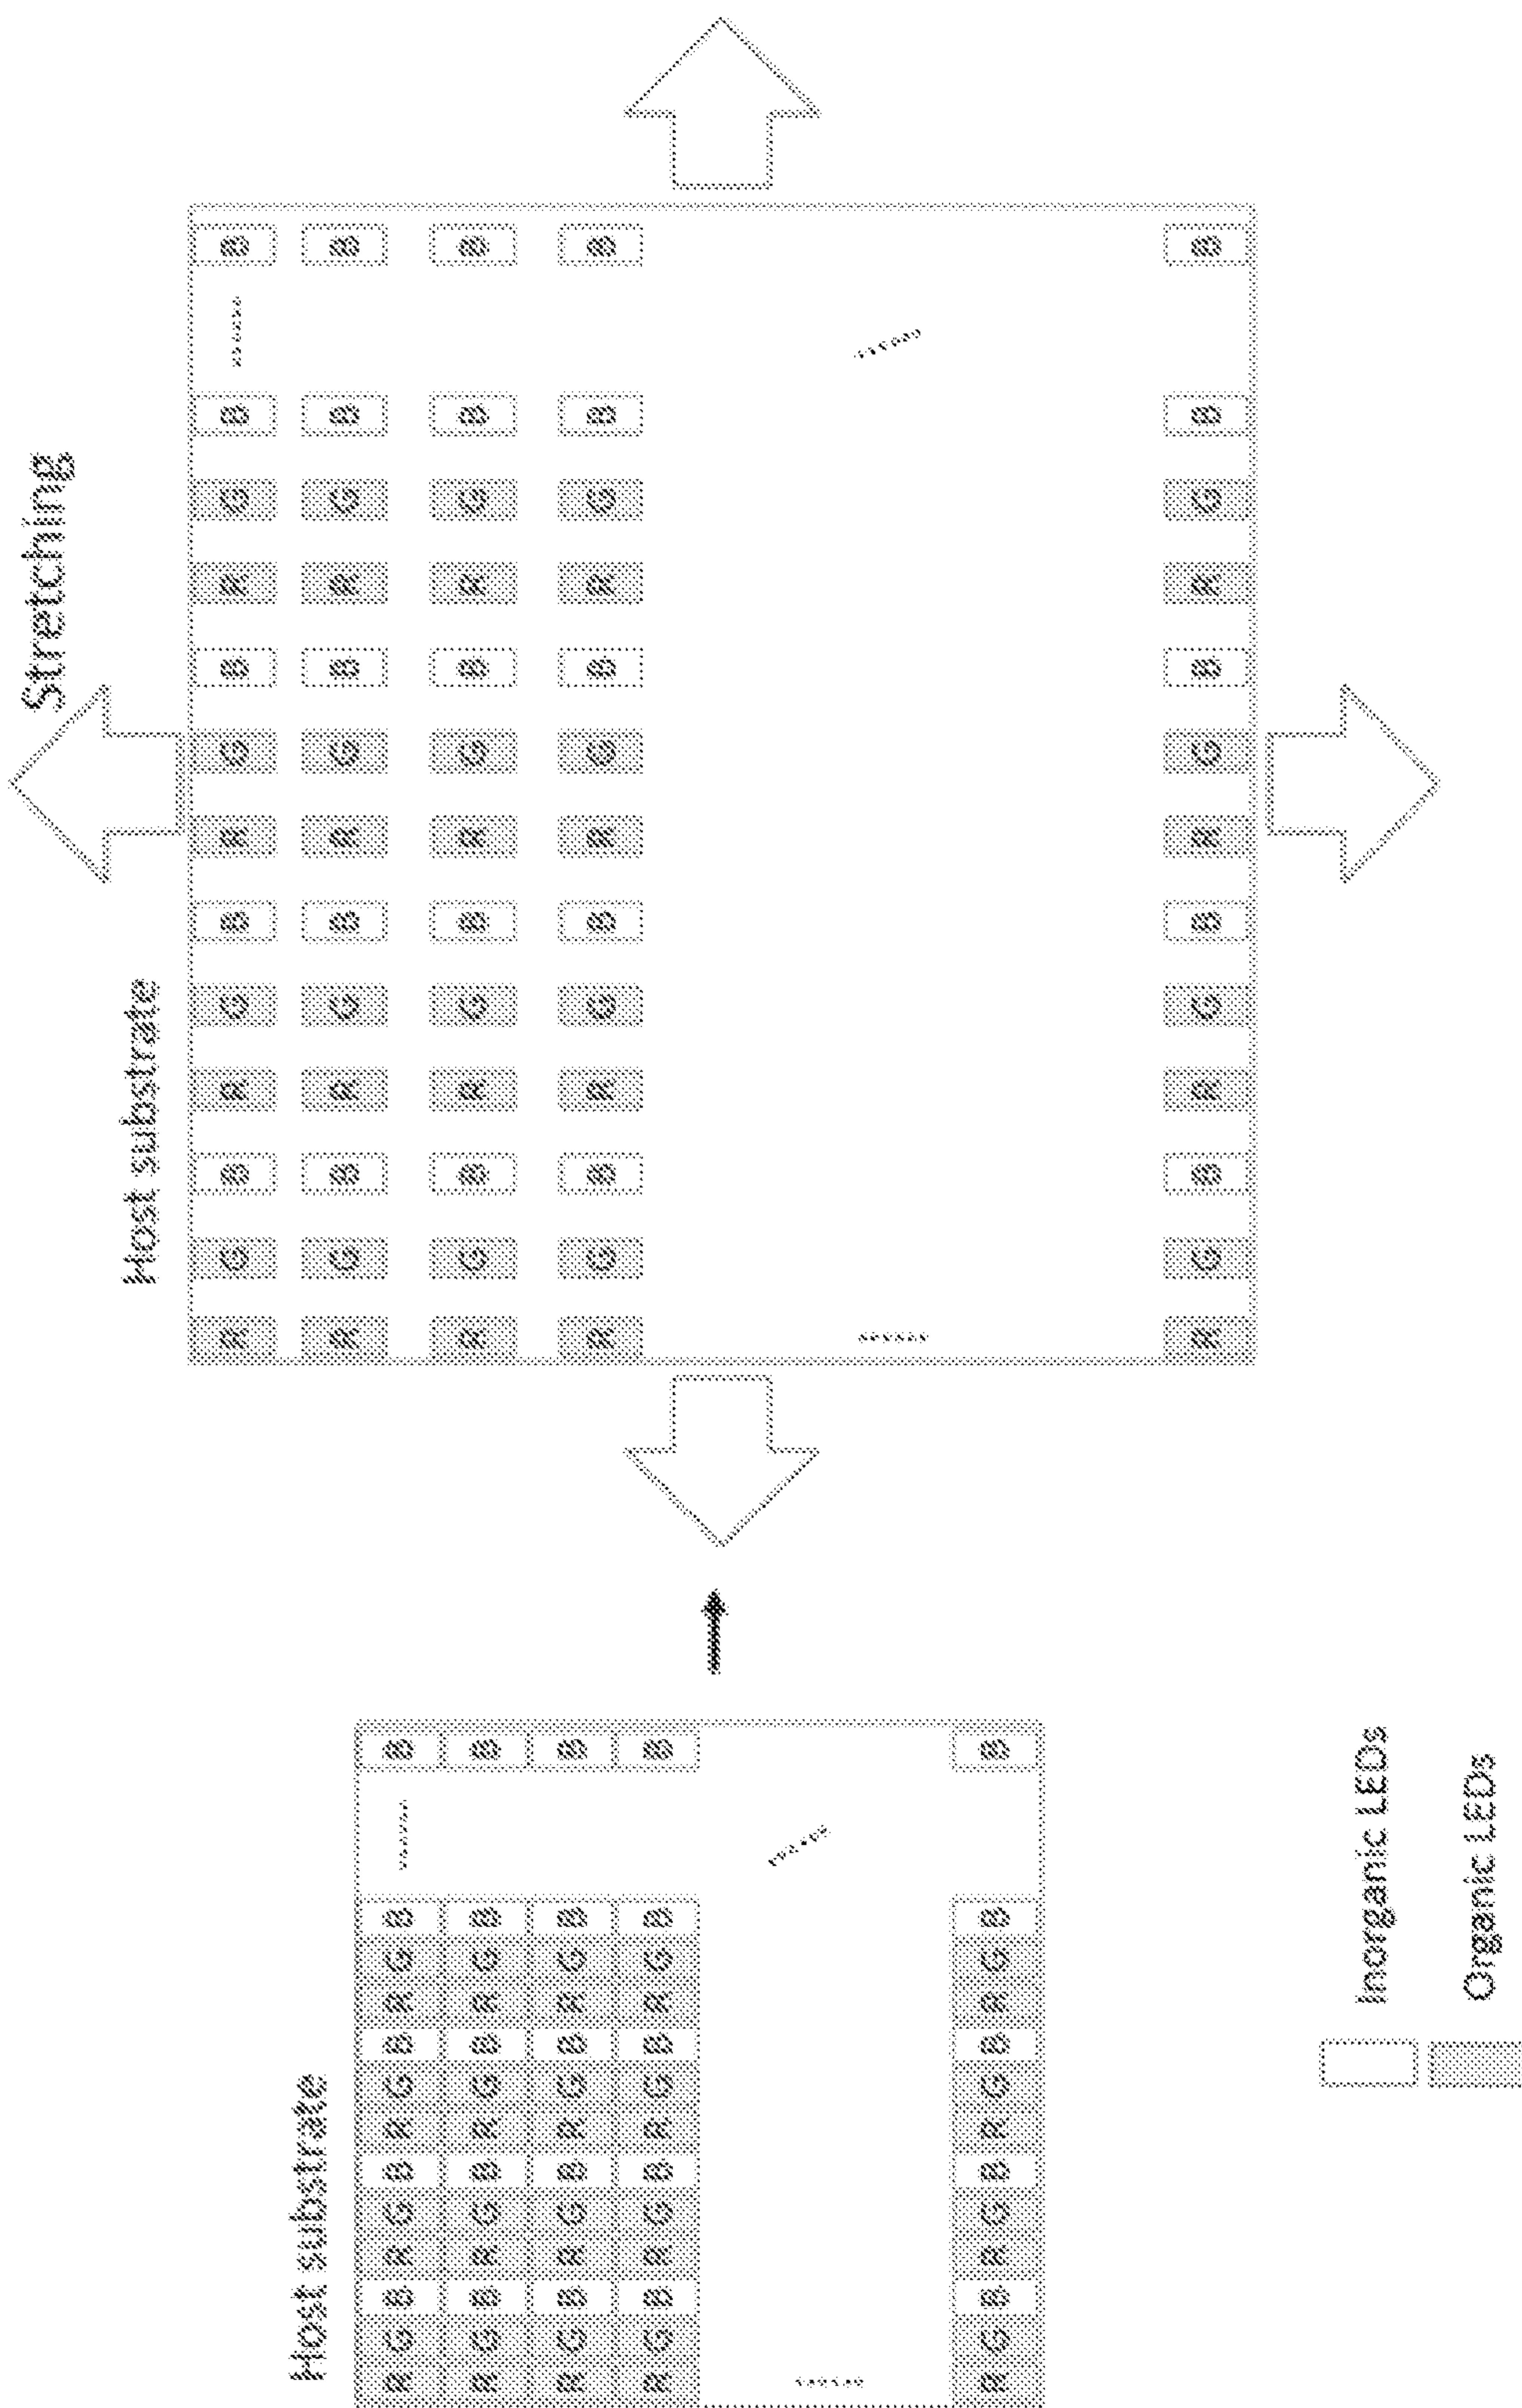 Host substrate
R G B R G B R G B R G B ...... B
R G B R G B R G B R G B B
R G B R G B R G B R G B B
R G B R G B R G B R G B B
...... ......
R G B R G B R G B R G B B
Stretching
Host substrate
R G B R G B R G B R G B ...... B
R G B R G B R G B R G B B
R G B R G B R G B R G B B
R G B R G B R G B R G B B
...... ......
R G B R G B R G B R G B B
Inorganic LEDs
Organic LEDs